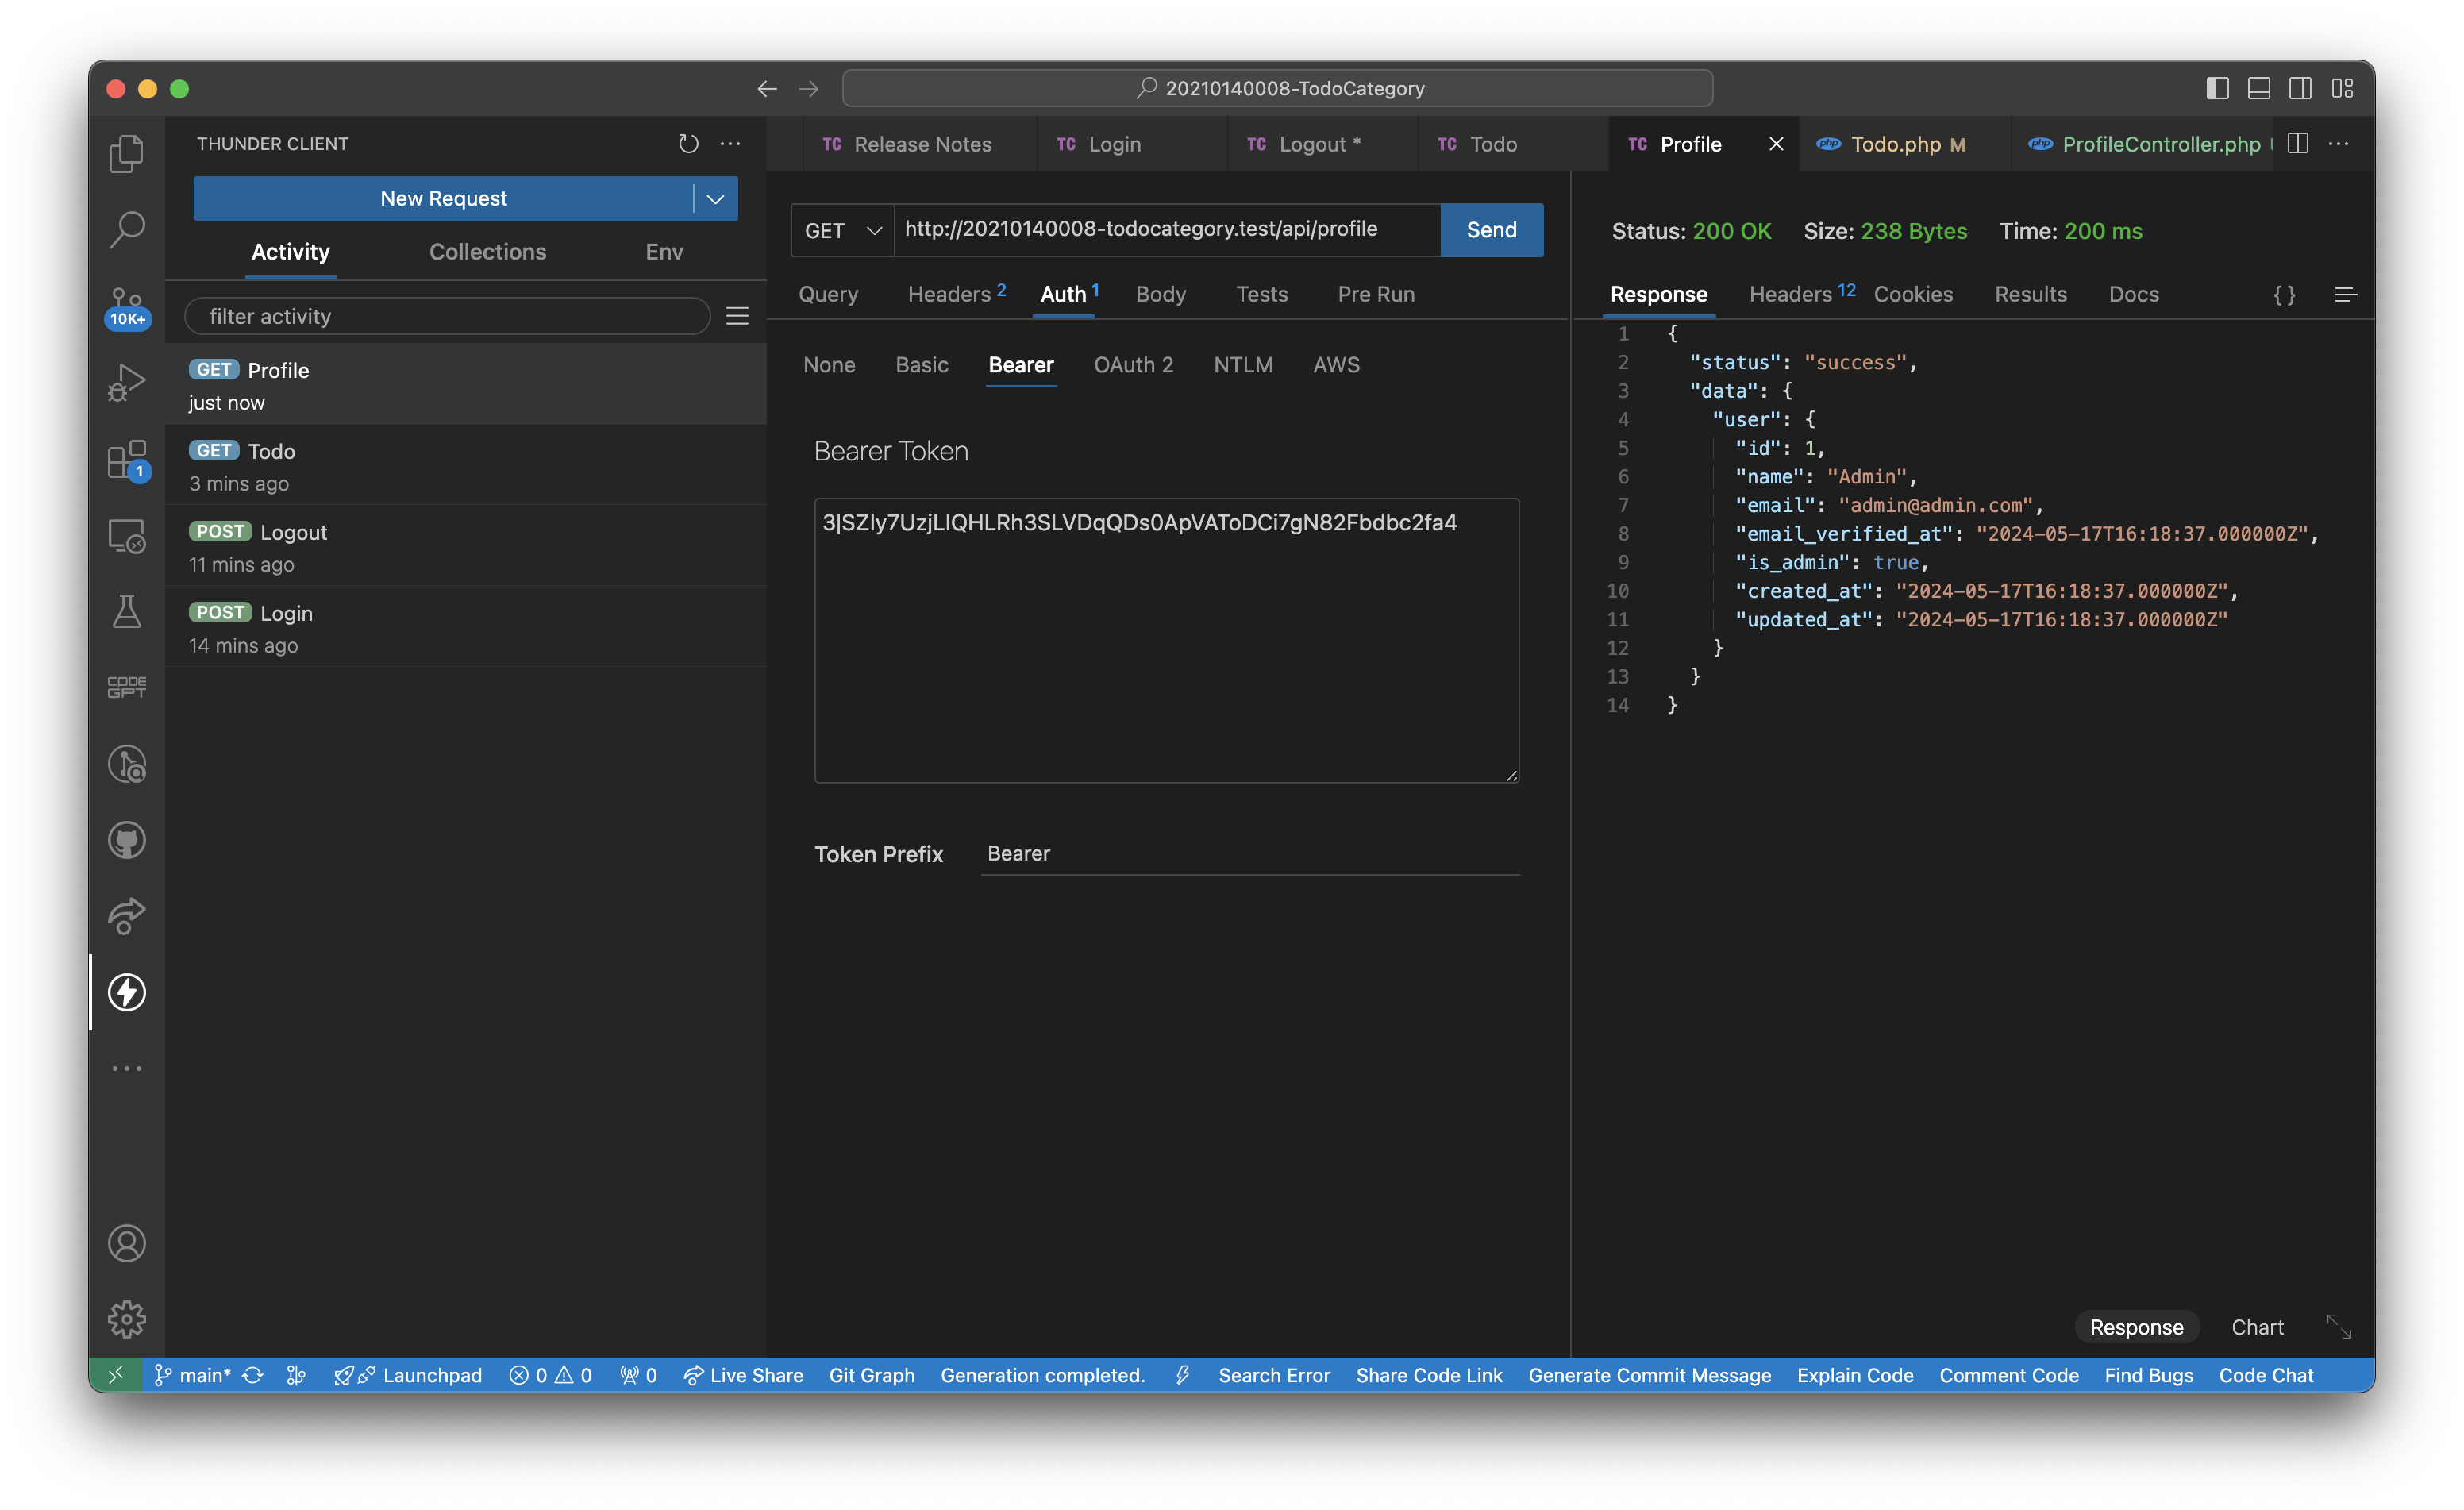 20210140008-TodoCategory
THUNDER CLIENT
New Request
Activity Collections Env
filter activity
GET Profile
just now
GET Todo
3 mins ago
POST Logout
11 mins ago
POST Login
14 mins ago
10K+
1
CODE
GPT
TC Release Notes TC Login TC Logout * TC Todo TC Profile php Todo.php M php ProfileController.php
GET http://20210140008-todocategory.test/api/profile Send
Query Headers 2 Auth 1 Body Tests Pre Run
None Basic Bearer OAuth 2 NTLM AWS
Bearer Token
3|SZly7UzjLIQHLRh3SLVDqQDs0ApVAToDCi7gN82Fbdbc2fa4
Token Prefix Bearer
Status: 200 OK Size: 238 Bytes Time: 200 ms
Response Headers 12 Cookies Results Docs { }
1 {
2 "status": "success",
3 "data": {
4 "user": {
5 "id": 1,
6 "name": "Admin",
7 "email": "admin@admin.com",
8 "email_verified_at": "2024-05-17T16:18:37.000000Z",
9 "is_admin": true,
10 "created_at": "2024-05-17T16:18:37.000000Z",
11 "updated_at": "2024-05-17T16:18:37.000000Z"
12 }
13 }
14 }
Response Chart
main* Launchpad 0 0 0 Live Share Git Graph Generation completed. Search Error Share Code Link Generate Commit Message Explain Code Comment Code Find Bugs Code Chat